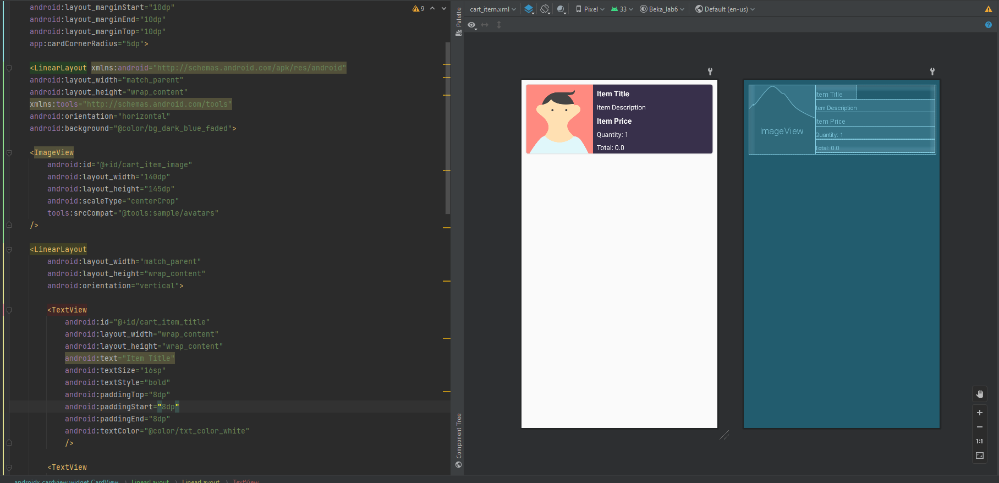 android:layout_marginStart="10dp"
android:layout_marginEnd="10dp"
android:layout_marginTop="10dp"
app:cardCornerRadius="5dp">
<LinearLayout xmlns:android="http://schemas.android.com/apk/res/android"
android:layout_width="match_parent"
android:layout_height="wrap_content"
xmlns:tools="http://schemas.android.com/tools"
android:orientation="horizontal"
android:background="@color/bg_dark_blue_faded">
<ImageView
android:id="@+id/cart_item_image"
android:layout_width="140dp"
android:layout_height="145dp"
android:scaleType="centerCrop"
tools:srcCompat="@tools:sample/avatars"
/>
<LinearLayout
android:layout_width="match_parent"
android:layout_height="wrap_content"
android:orientation="vertical">
<TextView
android:id="@+id/cart_item_title"
android:layout_width="wrap_content"
android:layout_height="wrap_content"
android:text="Item Title"
android:textSize="16sp"
android:textStyle="bold"
android:paddingTop="8dp"
android:paddingStart="8dp"
android:paddingEnd="8dp"
android:textColor="@color/txt_color_white"
/>
<TextView
androidx.cardview.widget.CardView > LinearLayout > LinearLayout > TextView
9
Palette
Component Tree
cart_item.xml
Pixel
33
Beka_lab6
Default (en-us)
?
Item Title
Item Description
Item Price
Quantity: 1
Total: 0.0
ImageView
Item Title
Item Description
Item Price
Quantity: 1
Total: 0.0
+
−
1:1